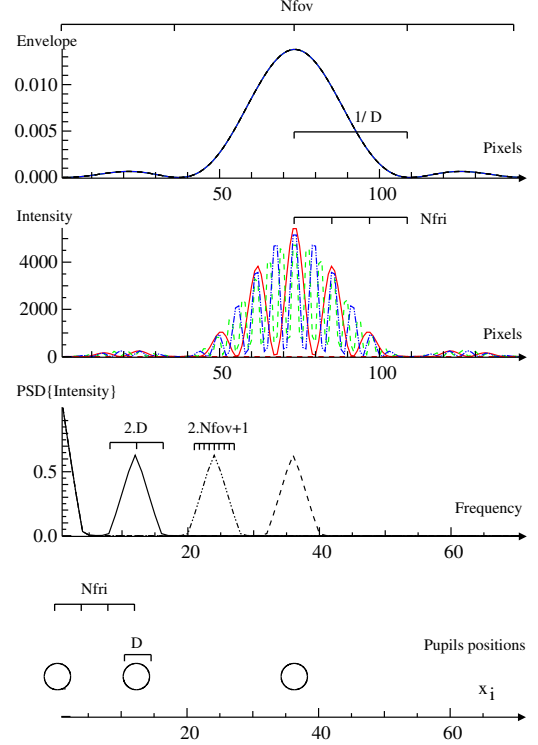 Nfov
Envelope
0.010
1/ D
0.005
Pixels
0.000
50
100
Intensity
Nfri
4000
2000
Pixels
0
50
100
PSD{Intensity}
2.D
2.Nfov+1
0.5
Frequency
0.0
20
40
60
Nfri
D
Pupils positions
x i
20
40
60